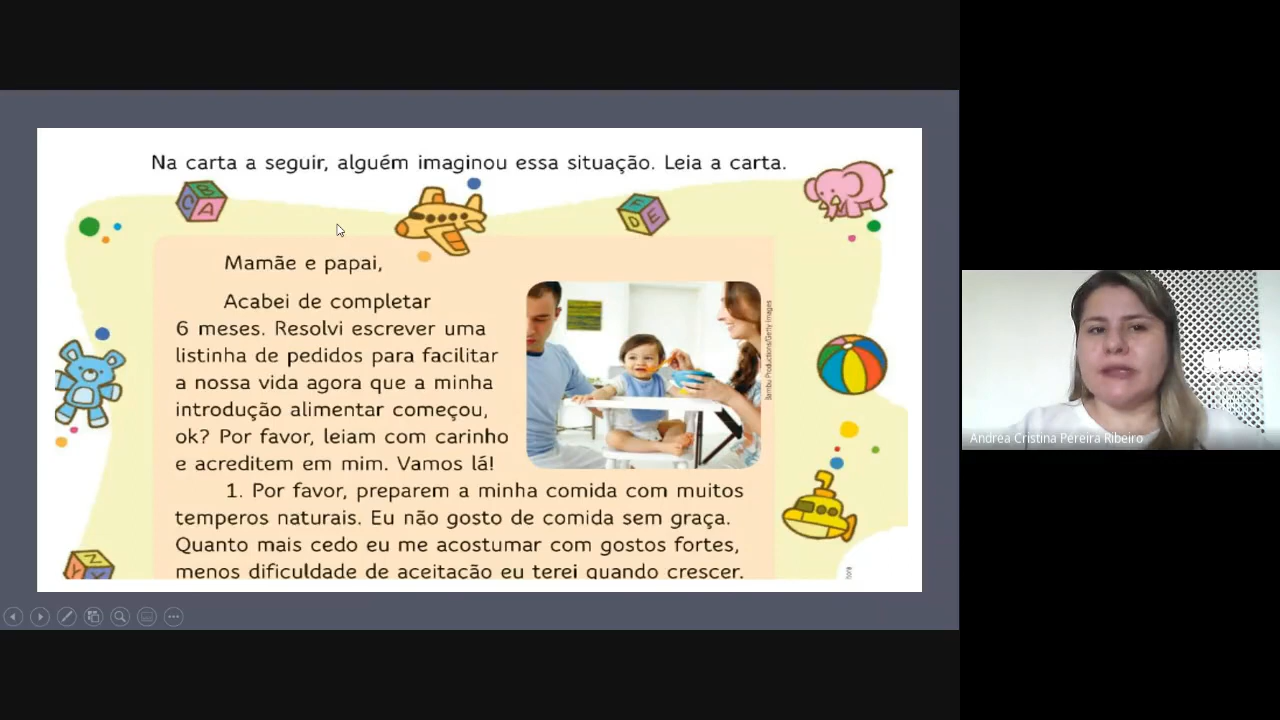 Na carta a seguir, alguém imaginou essa situação. Leia a carta.
B
C A
F
D E
Mamãe e papai,
Acabei de completar
6 meses. Resolvi escrever uma
listinha de pedidos para facilitar
a nossa vida agora que a minha
introdução alimentar começou,
ok? Por favor, leiam com carinho
e acreditem em mim. Vamos lá!
Bambu Productions/Getty Images
1. Por favor, preparem a minha comida com muitos
temperos naturais. Eu não gosto de comida sem graça.
Quanto mais cedo eu me acostumar com gostos fortes,
menos dificuldade de aceitação eu terei quando crescer.
Z
Y
Andrea Cristina Pereira Ribeiro